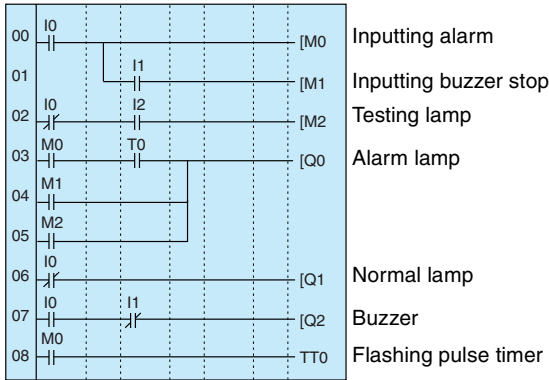 I0
00 [M0 Inputting alarm
I1
01 [M1 Inputting buzzer stop
I0 I2
02 [M2 Testing lamp
M0 T0
03 [Q0 Alarm lamp
M1
04
M2
05
I0
06 [Q1 Normal lamp
I0 I1
07 [Q2 Buzzer
M0
08 TT0 Flashing pulse timer